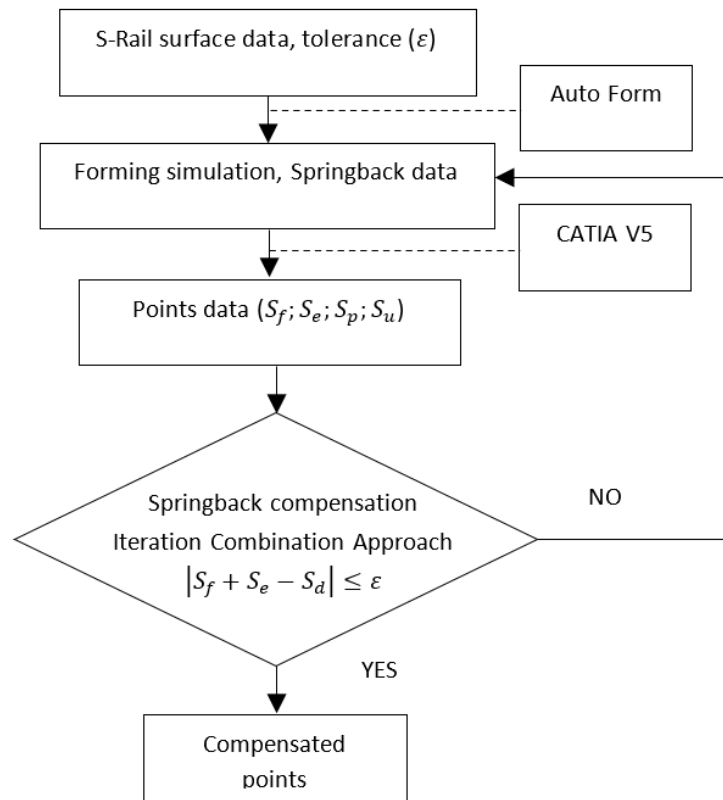 S-Rail surface data, tolerance (ε)
Auto Form
Forming simulation, Springback data
CATIA V5
Points data (S_f; S_e; S_p; S_u)
Springback compensation
Iteration Combination Approach
|S_f + S_e − S_d| ≤ ε
NO
YES
Compensated
points